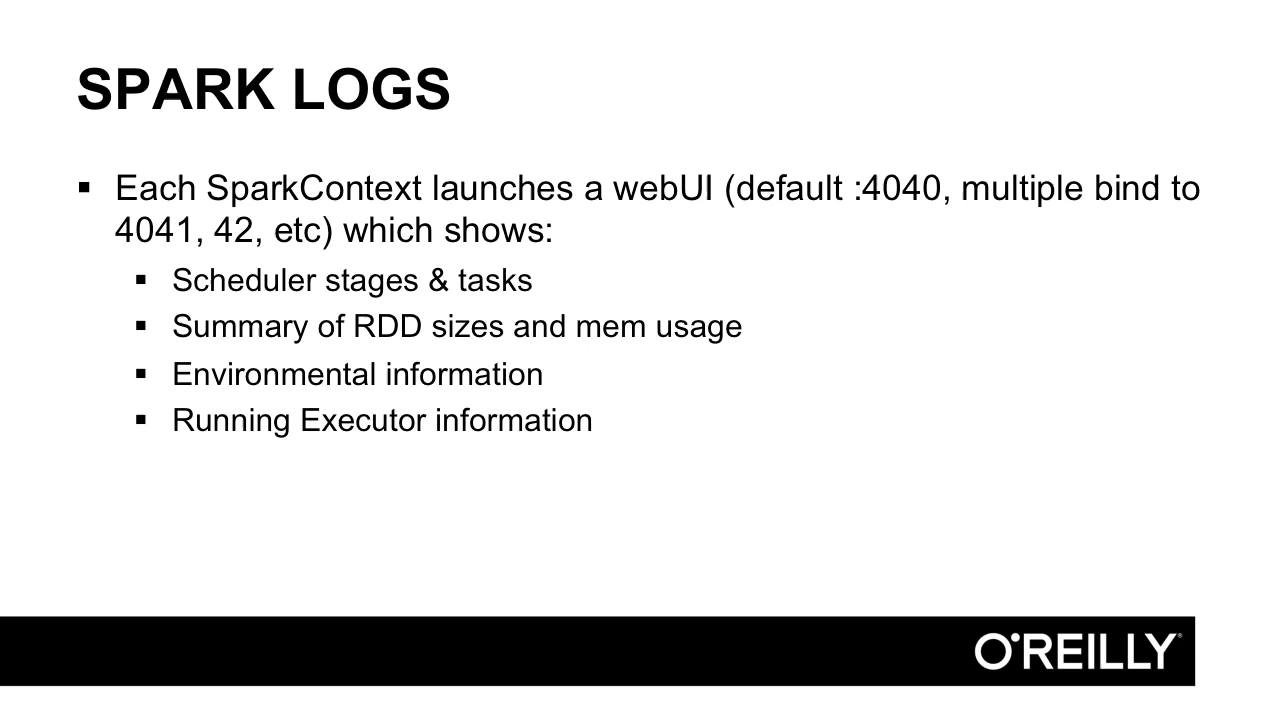 SPARK LOGS
▪ Each SparkContext launches a webUI (default :4040, multiple bind to
4041, 42, etc) which shows:
▪ Scheduler stages & tasks
▪ Summary of RDD sizes and mem usage
▪ Environmental information
▪ Running Executor information
O'REILLY®